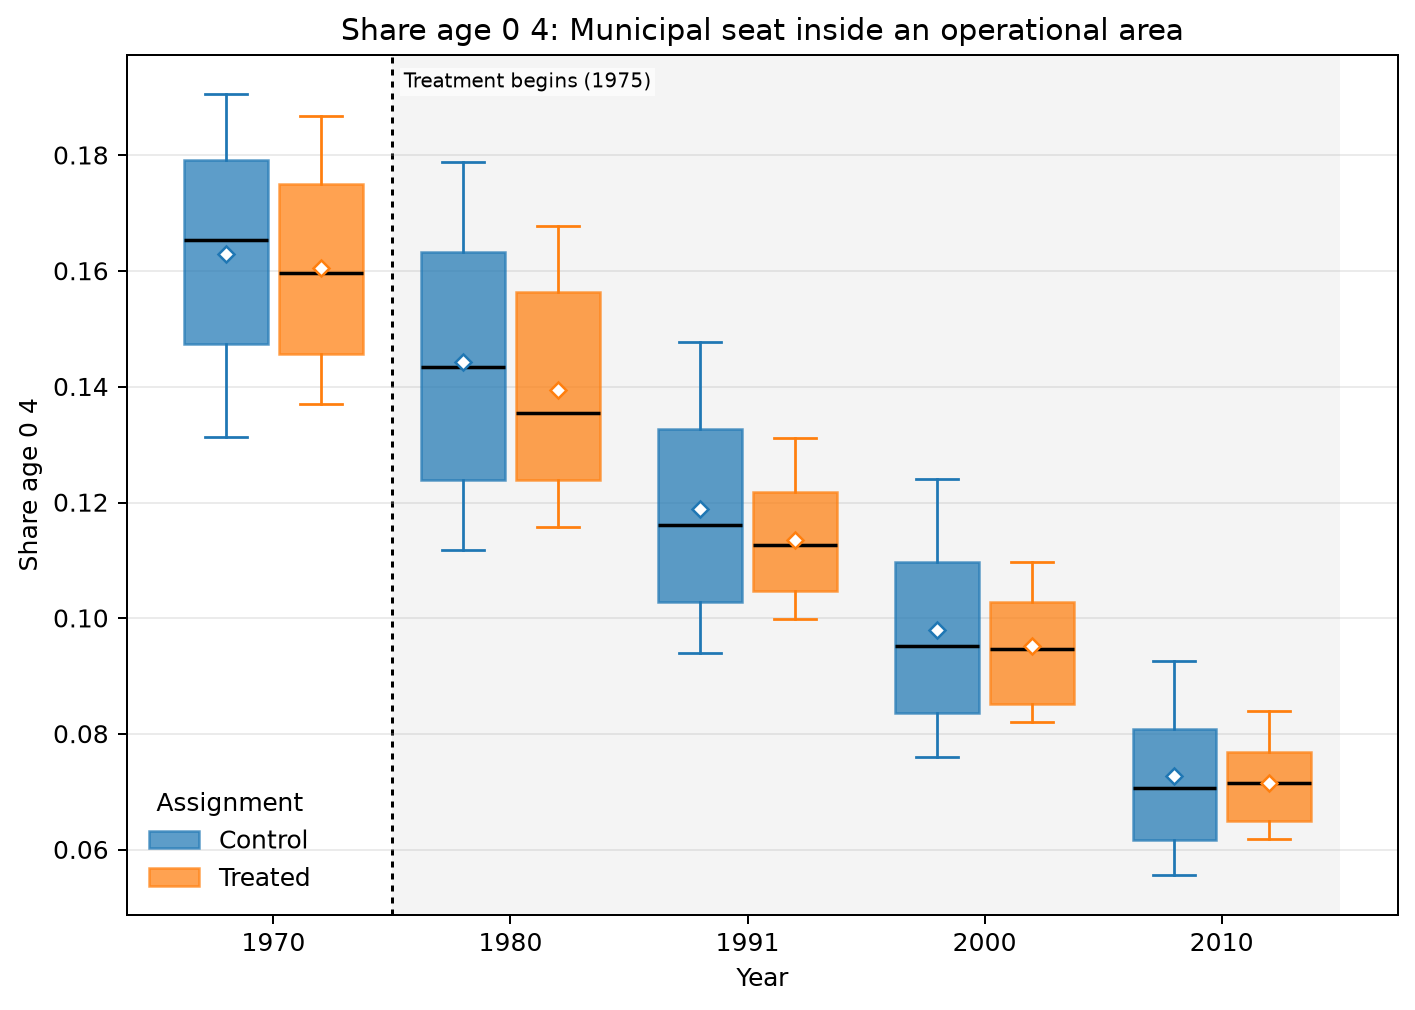 Share age 0 4: Municipal seat inside an operational area
Treatment begins (1975)
0.18
0.16
0.14
0.12
0.10
0.08
0.06
Share age 0 4
Assignment
Control
Treated
1970 1980 1991 2000 2010
Year